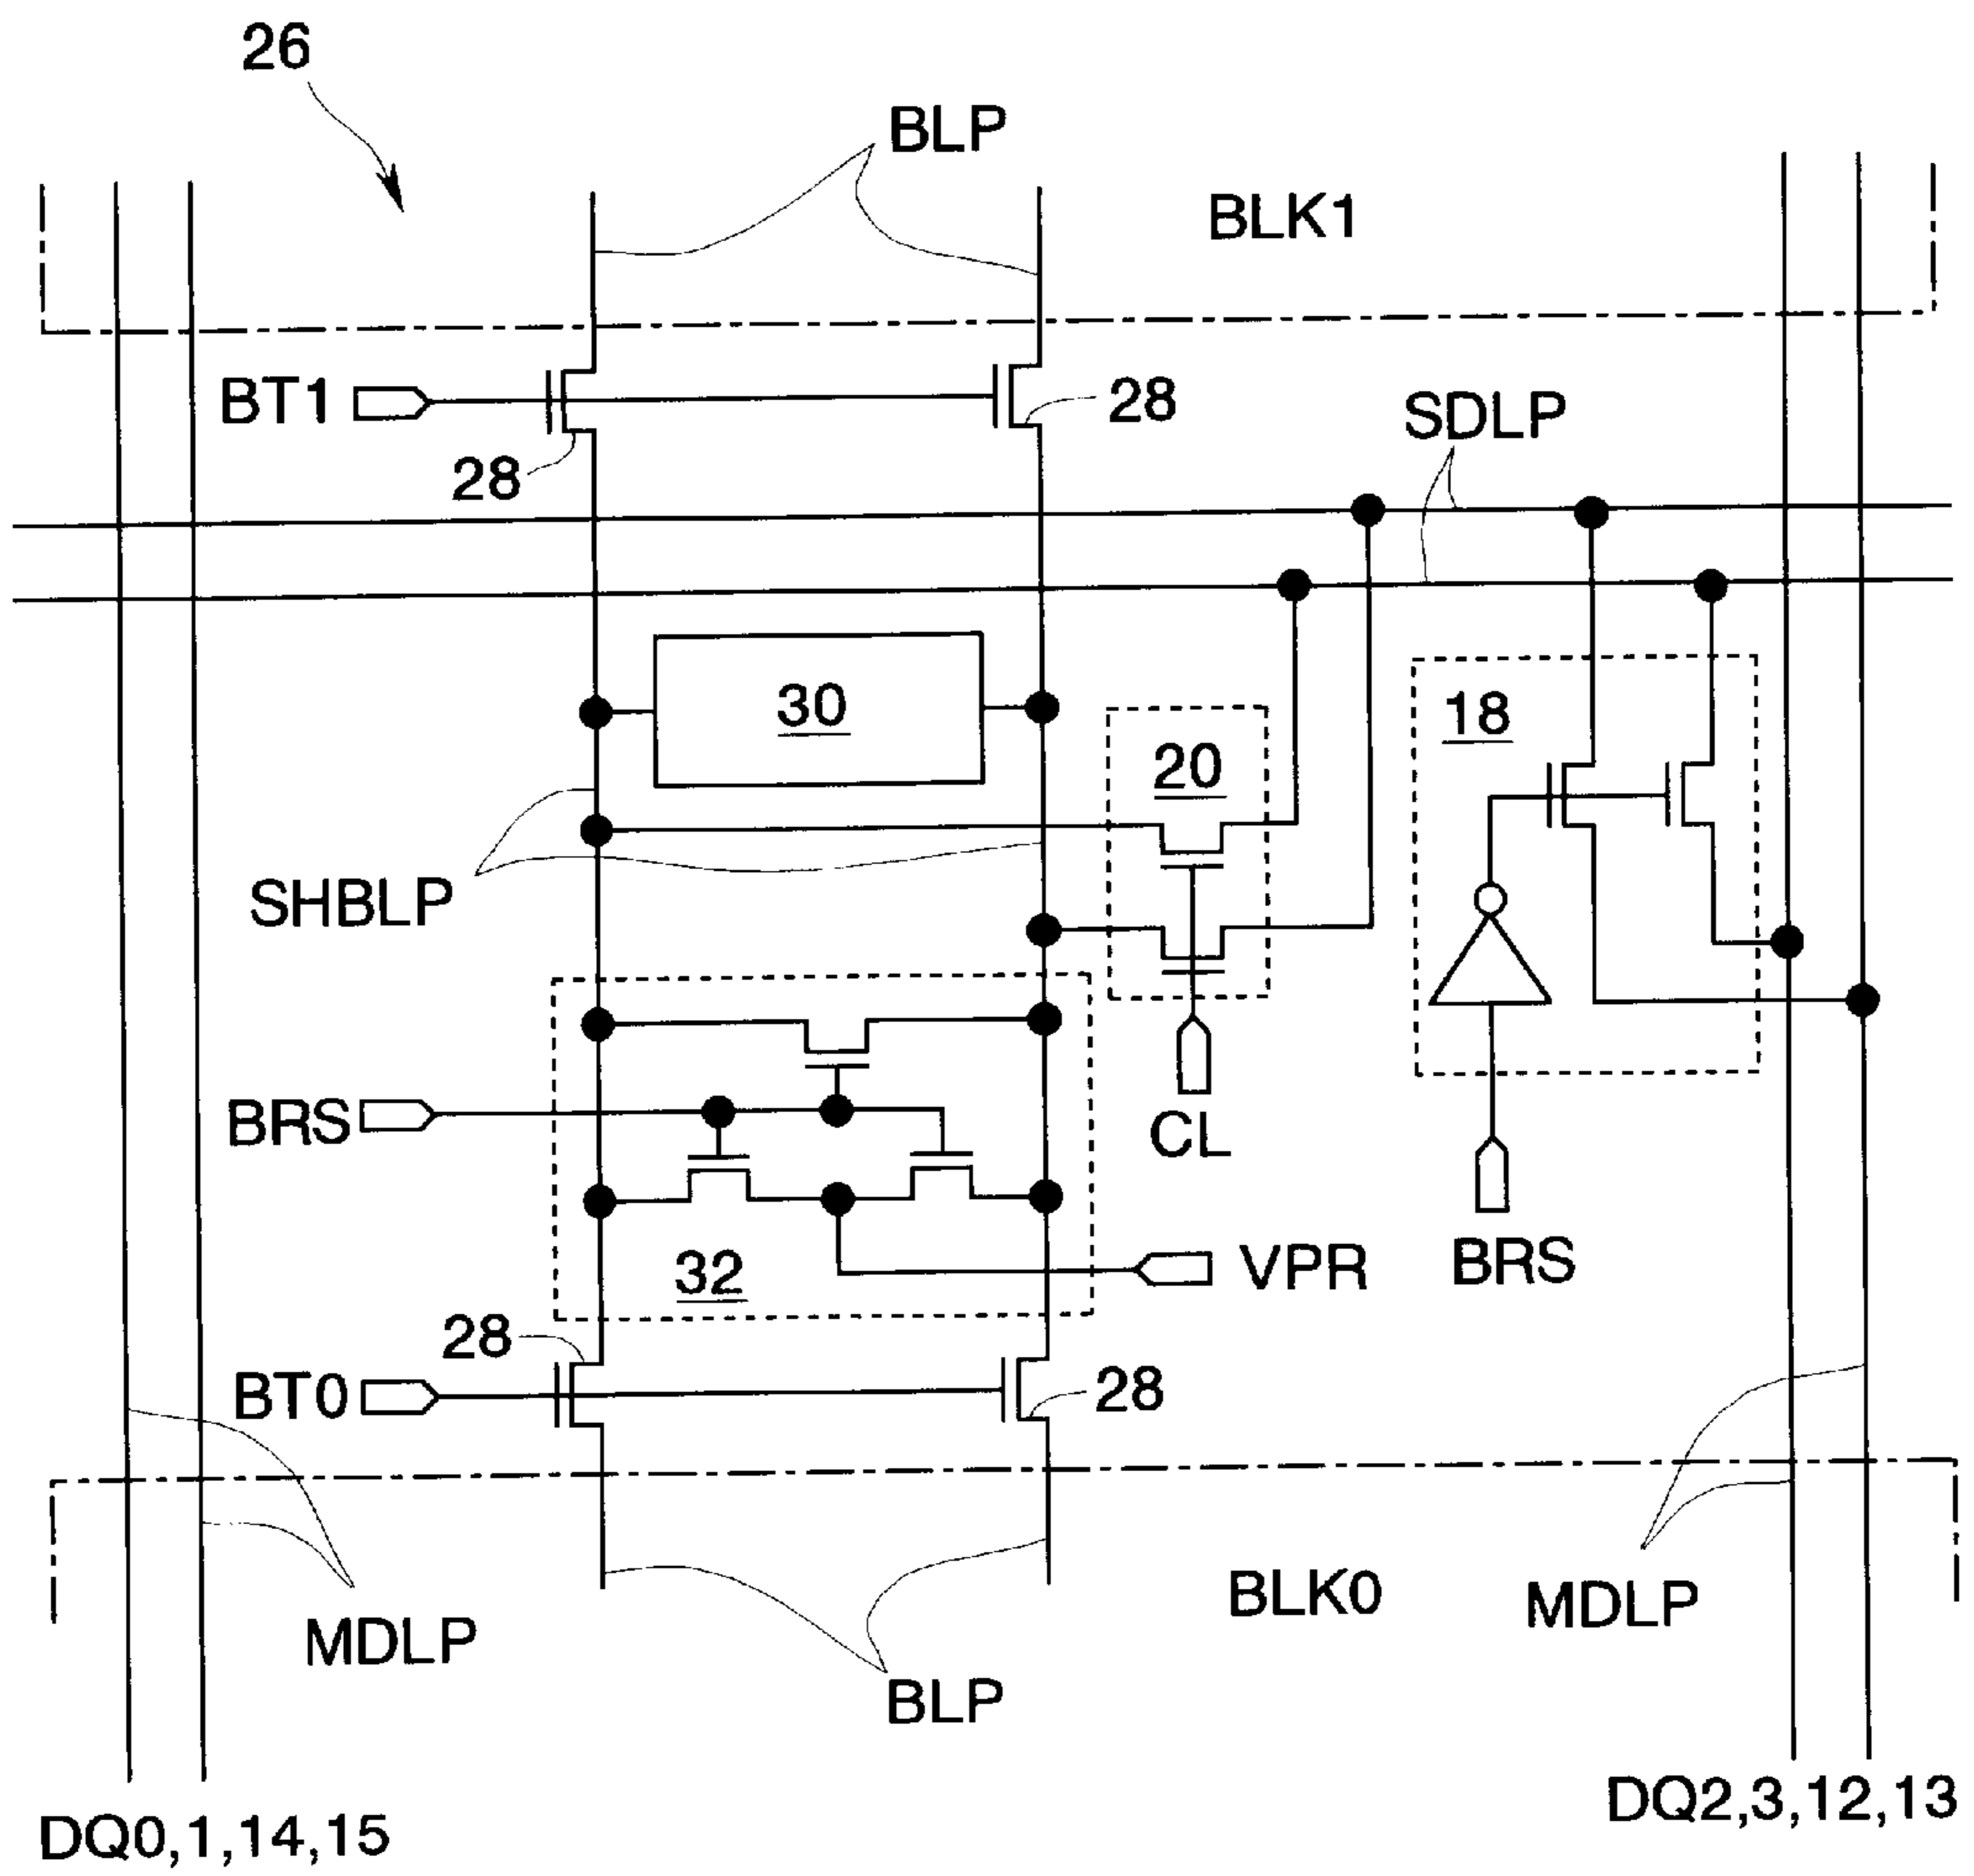 26
BLP
BLK1
BT1
28
SDLP
28
30
18
20
SHBLP
BRS
CL
VPR
BRS
32
28
BT0
28
BLK0
MDLP
MDLP
BLP
DQ2,3,12,13
DQ0,1,14,15